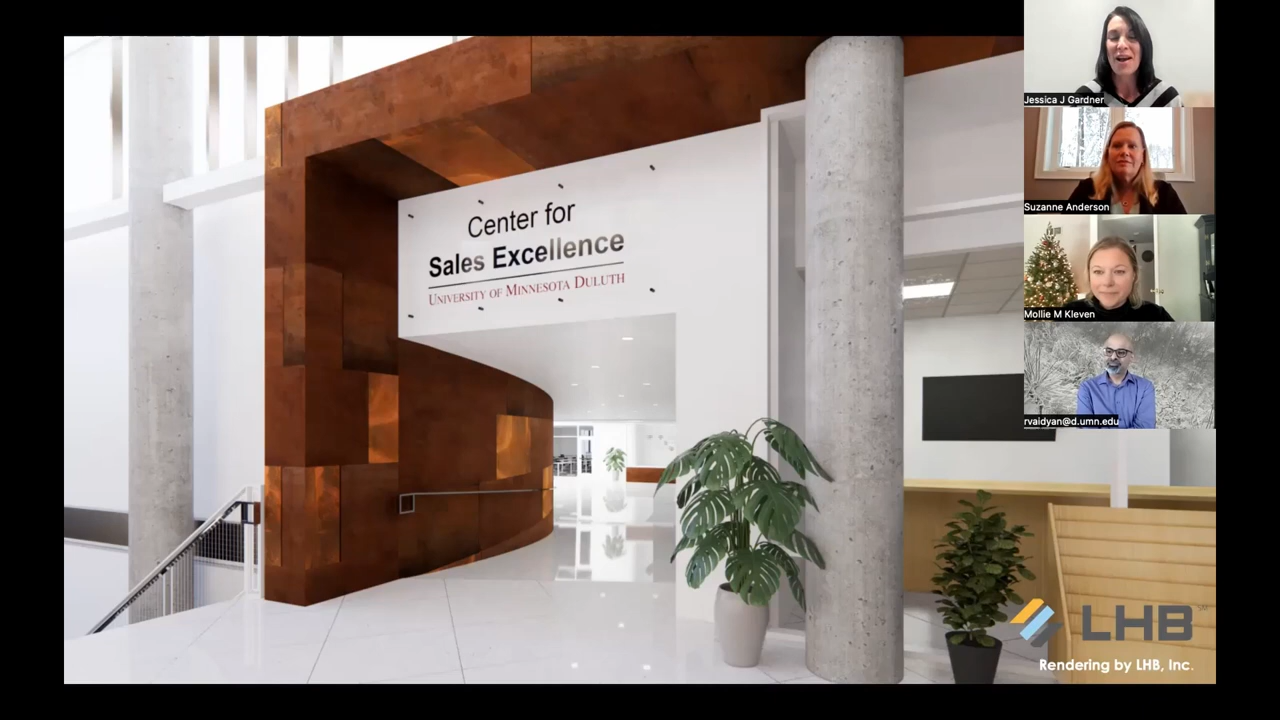 Center for
Sales Excellence
UNIVERSITY OF MINNESOTA DULUTH
Jessica J Gardner
Suzanne Anderson
Mollie M Kleven
rvaidyan@d.umn.edu
LHB
Rendering by LHB, Inc.